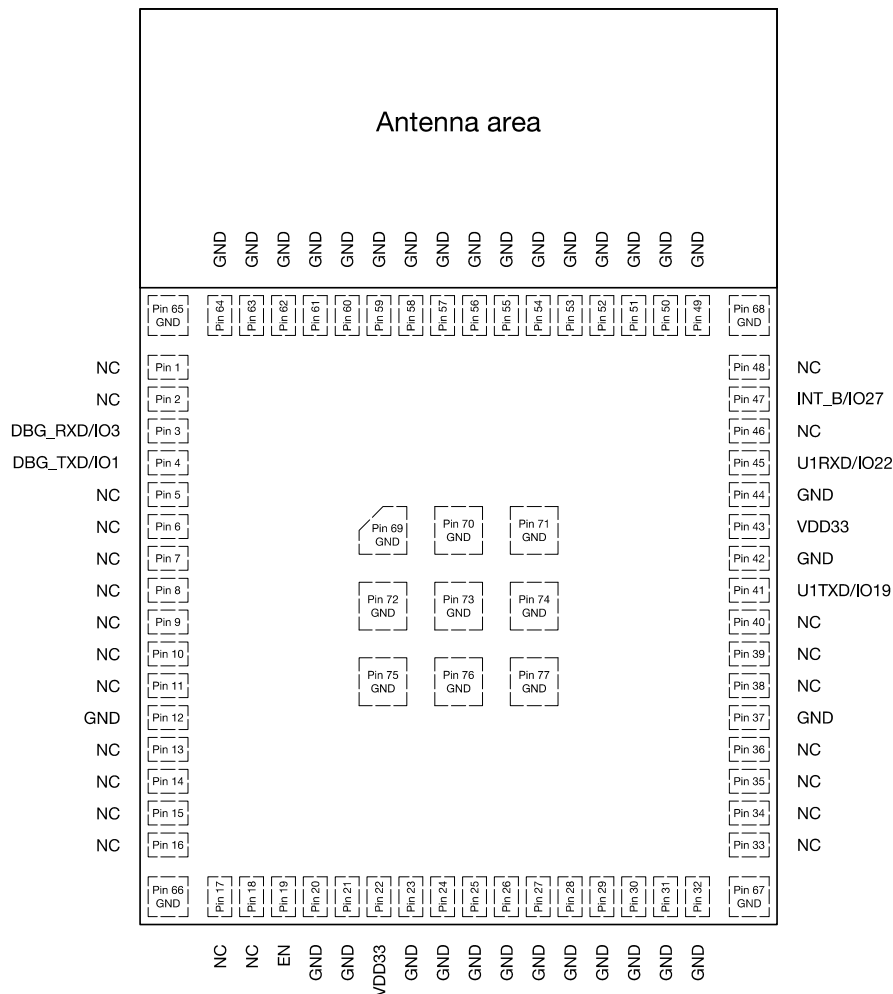 Antenna area
GND GND GND GND GND GND GND GND GND GND GND GND GND GND GND GND
Pin 65
GND
Pin 64 Pin 63 Pin 62 Pin 61 Pin 60 Pin 59 Pin 58 Pin 57 Pin 56 Pin 55 Pin 54 Pin 53 Pin 52 Pin 51 Pin 50 Pin 49
Pin 68
GND
NC Pin 1 Pin 48 NC
NC Pin 2 Pin 47 INT_B/IO27
DBG_RXD/IO3 Pin 3 Pin 46 NC
DBG_TXD/IO1 Pin 4 Pin 45 U1RXD/IO22
NC Pin 5 Pin 44 GND
NC Pin 6 Pin 43 VDD33
NC Pin 7 Pin 42 GND
NC Pin 8 Pin 41 U1TXD/IO19
NC Pin 9 Pin 40 NC
NC Pin 10 Pin 39 NC
NC Pin 11 Pin 38 NC
GND Pin 12 Pin 37 GND
NC Pin 13 Pin 36 NC
NC Pin 14 Pin 35 NC
NC Pin 15 Pin 34 NC
NC Pin 16 Pin 33 NC
Pin 69 Pin 70 Pin 71
GND GND GND
Pin 72 Pin 73 Pin 74
GND GND GND
Pin 75 Pin 76 Pin 77
GND GND GND
Pin 66
GND
Pin 17 Pin 18 Pin 19 Pin 20 Pin 21 Pin 22 Pin 23 Pin 24 Pin 25 Pin 26 Pin 27 Pin 28 Pin 29 Pin 30 Pin 31 Pin 32
Pin 67
GND
NC NC EN GND GND VDD33 GND GND GND GND GND GND GND GND GND GND